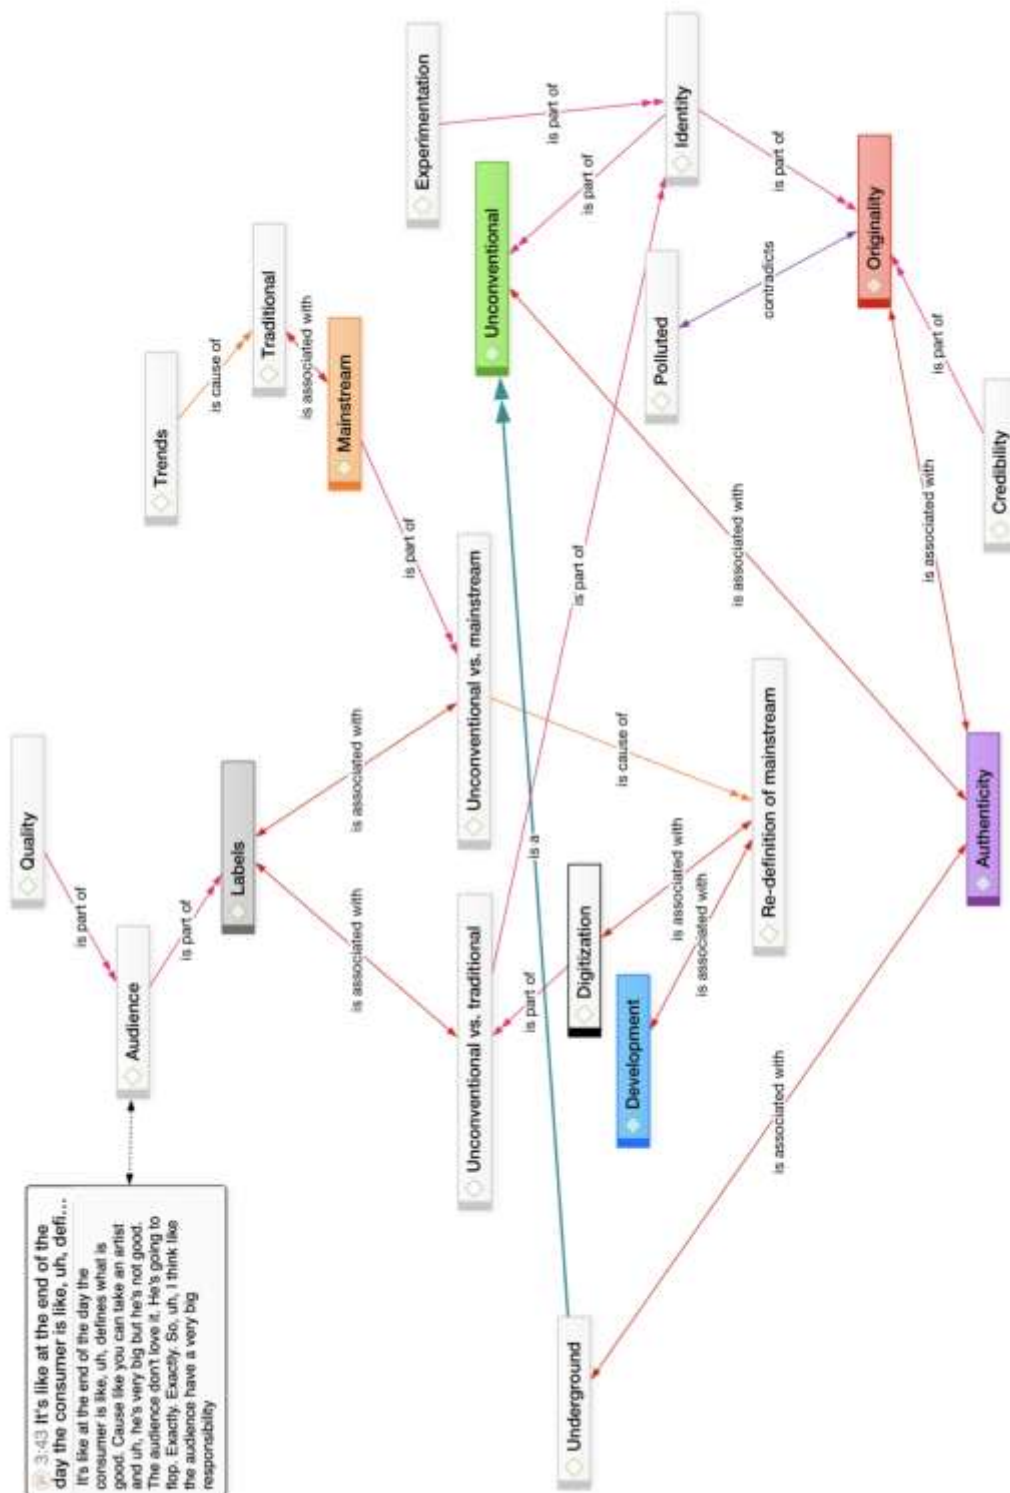 3:43 It's like at the end of the
day the consumer is like, uh, defi...
It's like at the end of the day the
consumer is like, uh, defines what is
good. Cause like you can take an artist
and uh, he's very big but he's not good.
The audience don't love it. He's going to
flop. Exactly. Exactly. So, uh, I think like
the audience have a very big
responsibility
Audience
Quality
is part of
is part of
Labels
is associated with
is associated with
Trends
is cause of
Traditional
is associated with
Mainstream
is part of
Unconventional vs. traditional
Unconventional vs. mainstream
Experimentation
is part of
Unconventional
is part of
is a
is part of
Digitization
is part of
is cause of
Development
is associated with
is associated with
Re-definition of mainstream
Identity
is part of
Polluted
contradicts
Originality
is associated with
is associated with
is part of
Credibility
Underground
is associated with
Authenticity